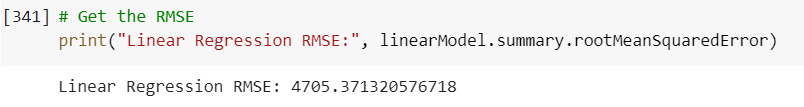 [341] # Get the RMSE
print("Linear Regression RMSE:", linearModel.summary.rootMeanSquaredError)
Linear Regression RMSE: 4705.371320576718